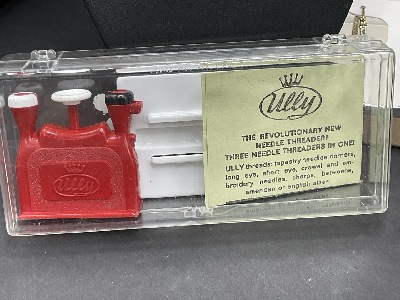 Ully
Ully
THE REVOLUTIONARY NEW
NEEDLE THREADER!
THREE NEEDLE THREADERS IN ONE!
ULLY threads: tapestry needles, darners,
long eye, short eye, crewel and em-
broidery needles, sharps, betweens,
american or english sizes